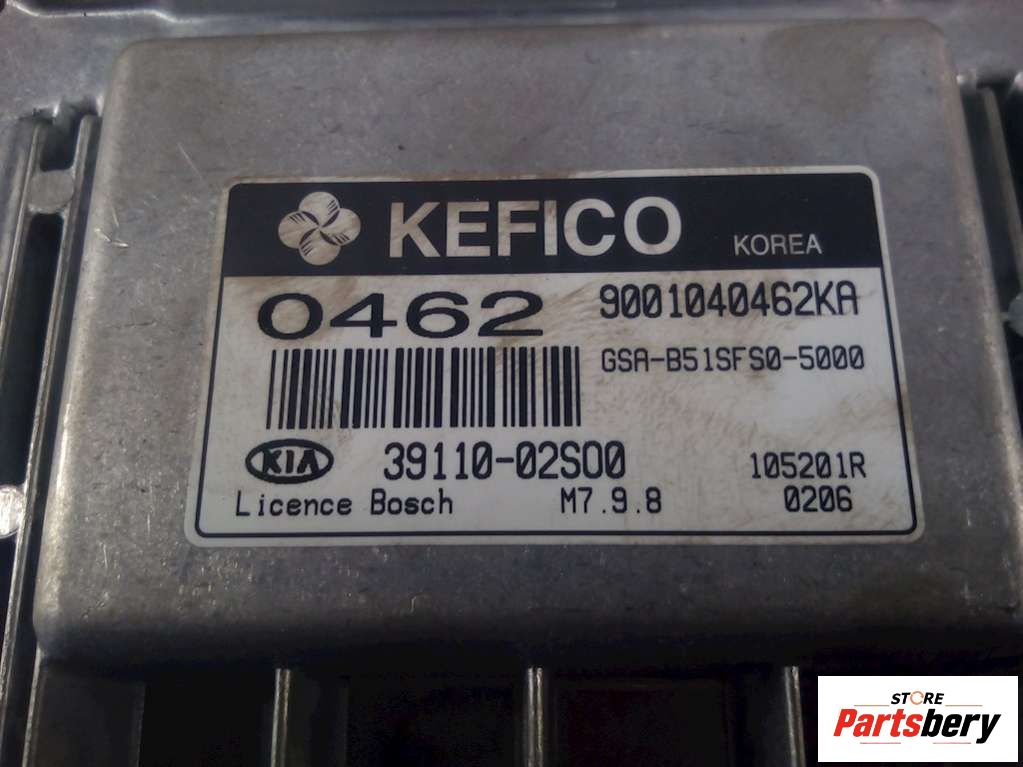 KEFICO KOREA
0462 9001040462KA
GSA-B51SFS0-5000
KIA 39110-02S00 105201R
Licence Bosch M7.9.8 0206
STORE
Partsbery